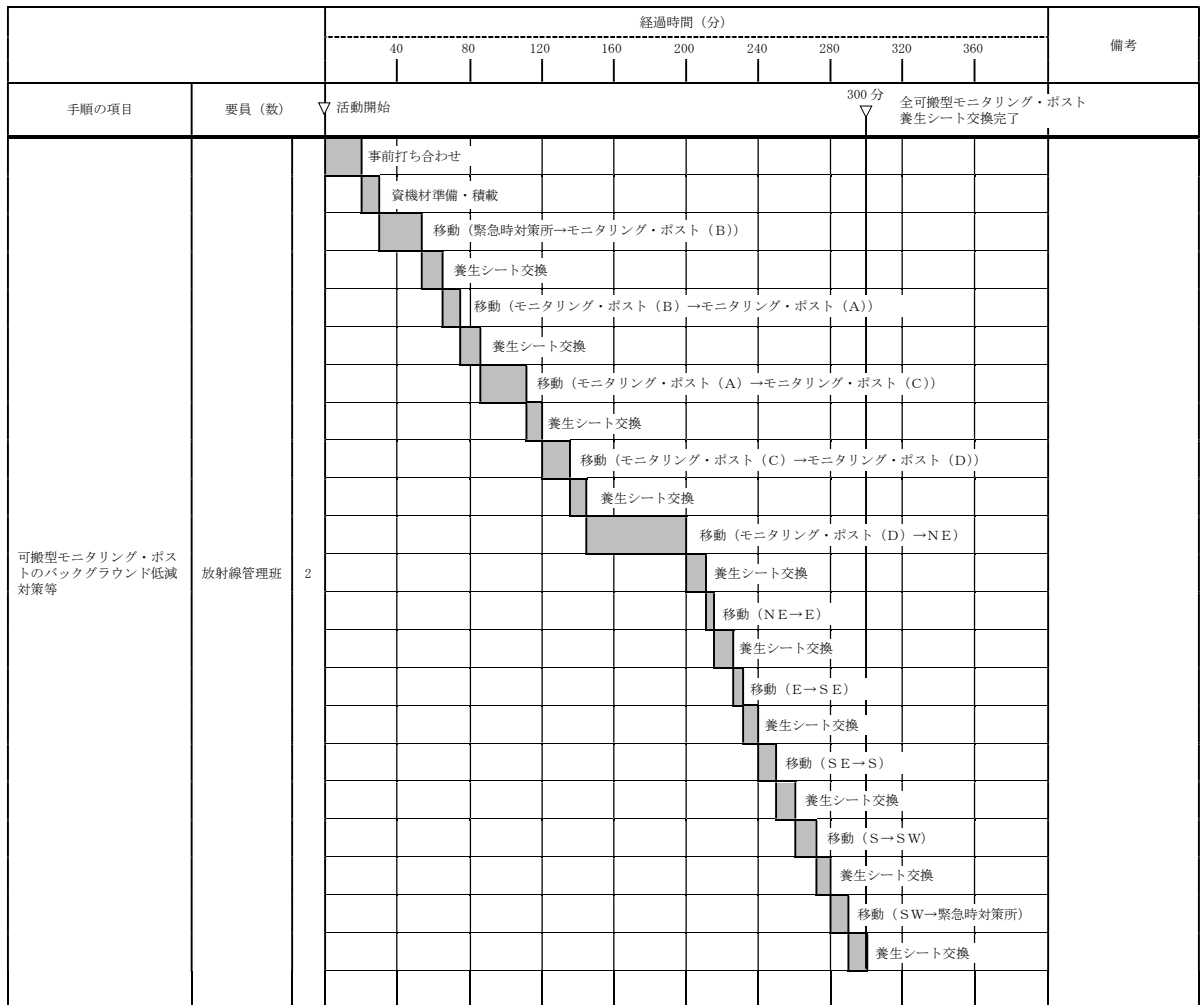 経過時間（分）
備考
40 80 120 160 200 240 280 320 360
手順の項目 要員（数） 活動開始 300 分 全可搬型モニタリング・ポスト
養生シート交換完了
事前打ち合わせ
資機材準備・積載
移動（緊急時対策所→モニタリング・ポスト（Ｂ））
養生シート交換
移動（モニタリング・ポスト（Ｂ）→モニタリング・ポスト（Ａ））
養生シート交換
移動（モニタリング・ポスト（Ａ）→モニタリング・ポスト（Ｃ））
養生シート交換
移動（モニタリング・ポスト（Ｃ）→モニタリング・ポスト（Ｄ））
養生シート交換
移動（モニタリング・ポスト（Ｄ）→ＮＥ）
可搬型モニタリング・ポス
トのバックグラウンド低減
対策等
放射線管理班 2
養生シート交換
移動（ＮＥ→Ｅ）
養生シート交換
移動（Ｅ→ＳＥ）
養生シート交換
移動（ＳＥ→Ｓ）
養生シート交換
移動（Ｓ→ＳＷ）
養生シート交換
移動（ＳＷ→緊急時対策所）
養生シート交換